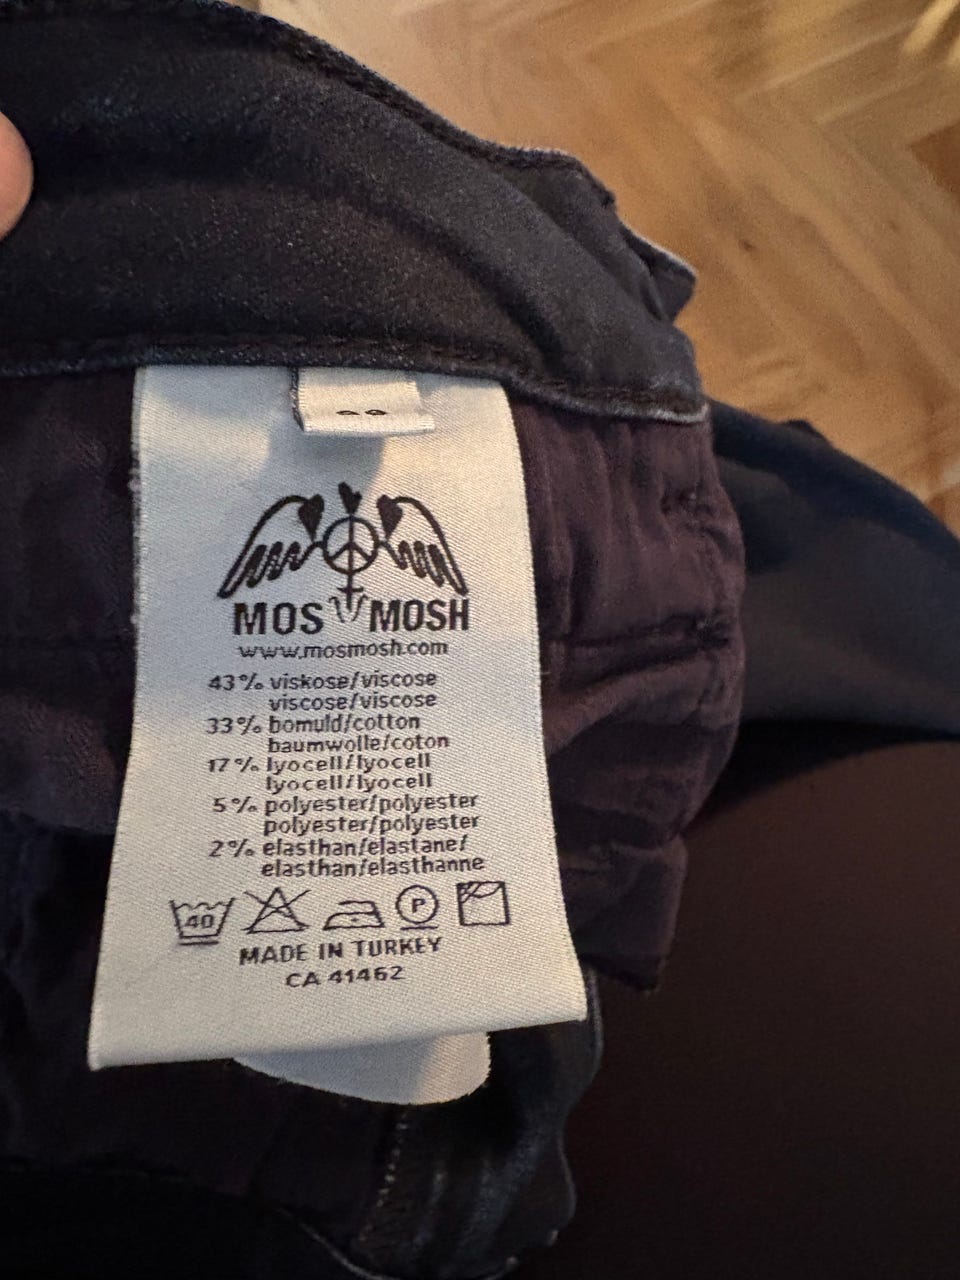 MOS MOSH
www.mosmosh.com
43% viskose/viscose
viscose/viscose
33% bomuld/cotton
baumwolle/coton
17% lyocell/lyocell
lyocell/lyocell
5% polyester/polyester
polyester/polyester
2% elasthan/elastane/
elasthan/elasthanne
40
P
MADE IN TURKEY
CA 41462